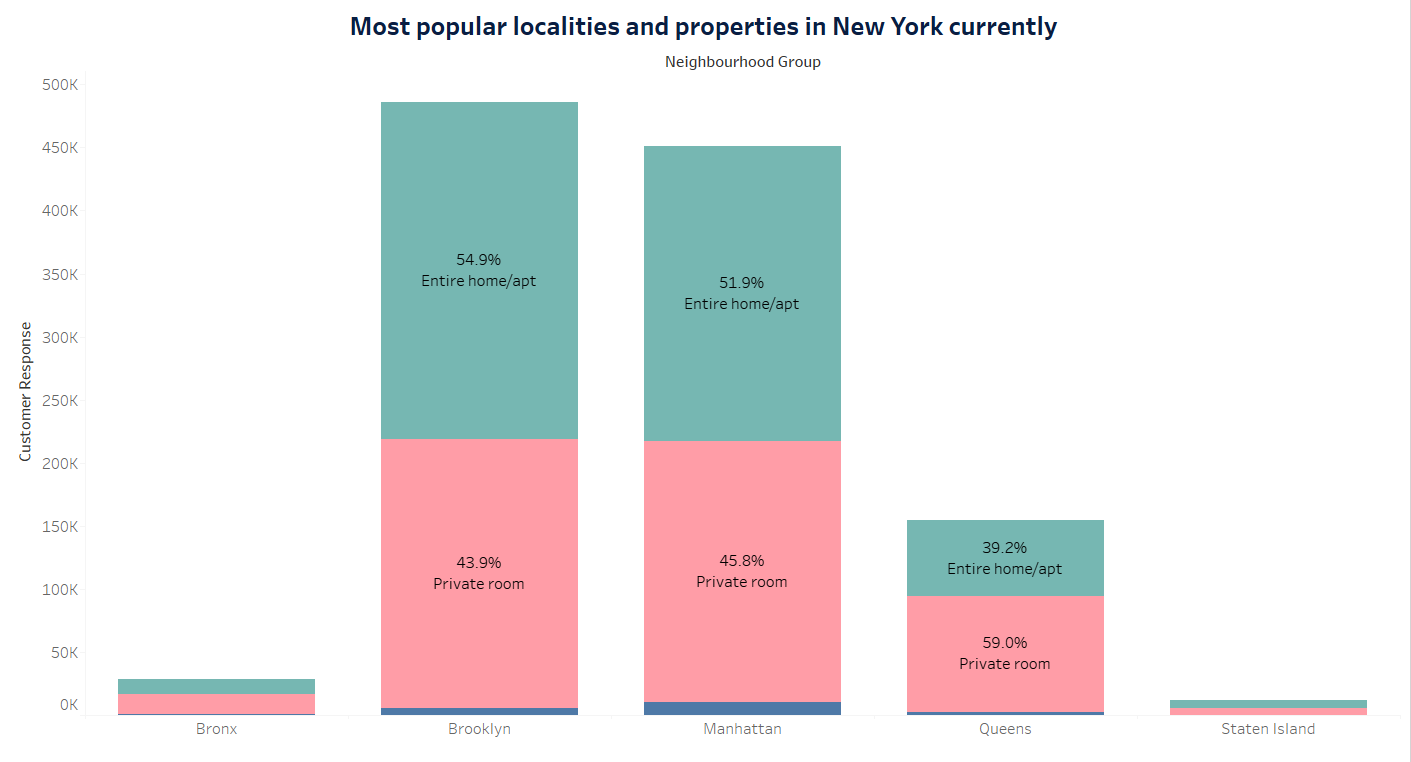 Most popular localities and properties in New York currently
Neighbourhood Group
500K
450K
400K
350K
300K
250K
200K
150K
100K
50K
0K
Customer Response
54.9%
Entire home/apt
43.9%
Private room
51.9%
Entire home/apt
45.8%
Private room
39.2%
Entire home/apt
59.0%
Private room
Bronx
Brooklyn
Manhattan
Queens
Staten Island